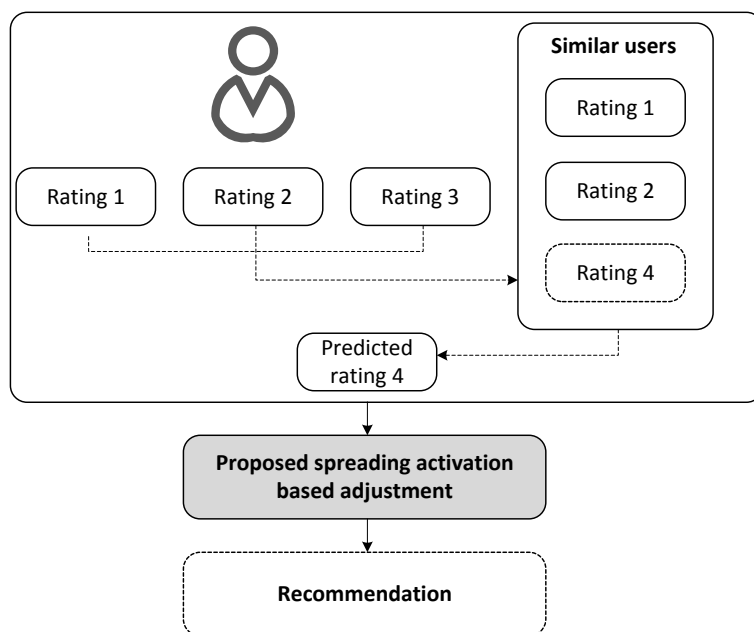 Similar users
Rating 1
Rating 2
Rating 4
Rating 1
Rating 2
Rating 3
Predicted
rating 4
Proposed spreading activation
based adjustment
Recommendation